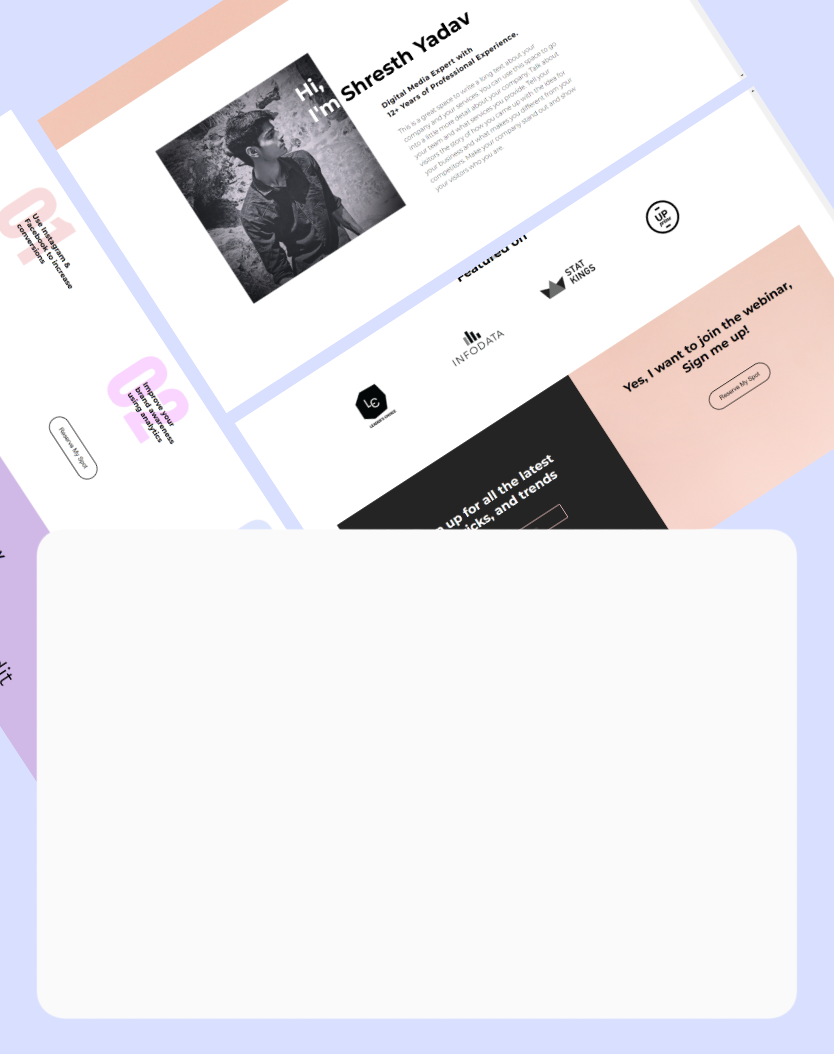 Hi,
I'm Shresth Yadav
Digital Media Expert with
12+ Years of Professional Experience.
This is a great space to write a long text about your
company and your services. You can use this space to go
into a little more detail about your company. Talk about
your team and what services you provide. Tell your
visitors the story of how you came up with the idea for
your business and what makes you different from your
competitors. Make your company stand out and show
your visitors who you are.
01
Use Instagram &
Facebook to increase
conversions
03
Improve your
brand awareness
using analytics
Reserve My Spot
Featured on
UP
STAT
KINGS
INFODATA
LC
LEADER'S CHOICE
Yes, I want to join the webinar,
Sign me up!
Reserve My Spot
up for all the latest
icks, and trends
dit